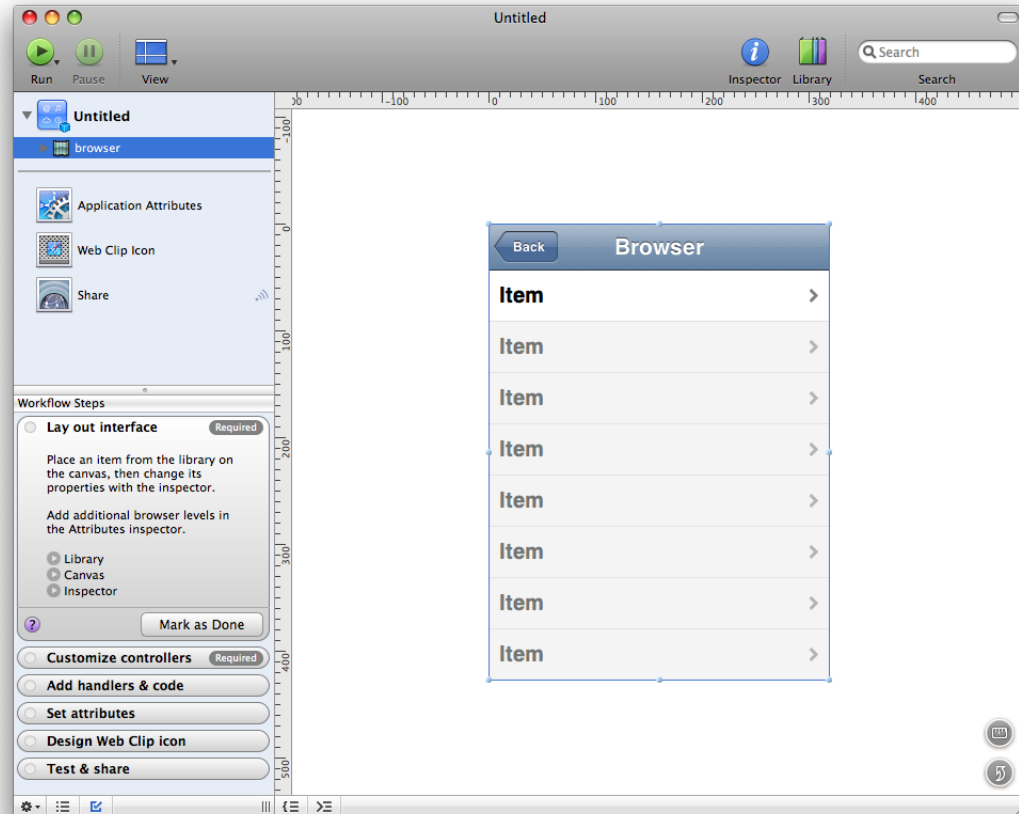 Untitled
Run
Pause
View
Inspector
Library
Search
Search
-100
0
100
200
300
400
Untitled
browser
Application Attributes
Web Clip Icon
Share
Workflow Steps
Lay out interface
Required
Place an item from the library on
the canvas, then change its
properties with the inspector.
Add additional browser levels in
the Attributes inspector.
Library
Canvas
Inspector
?
Mark as Done
Customize controllers
Required
Add handlers & code
Set attributes
Design Web Clip icon
Test & share
-100
0
100
200
300
400
500
Back
Browser
Item
Item
Item
Item
Item
Item
Item
Item